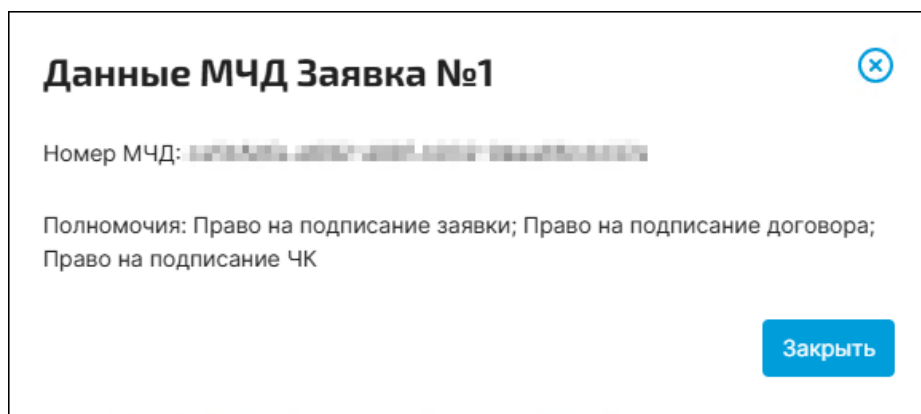 Данные МЧД Заявка №1
Номер МЧД:
Полномочия: Право на подписание заявки; Право на подписание договора;
Право на подписание ЧК
Закрыть